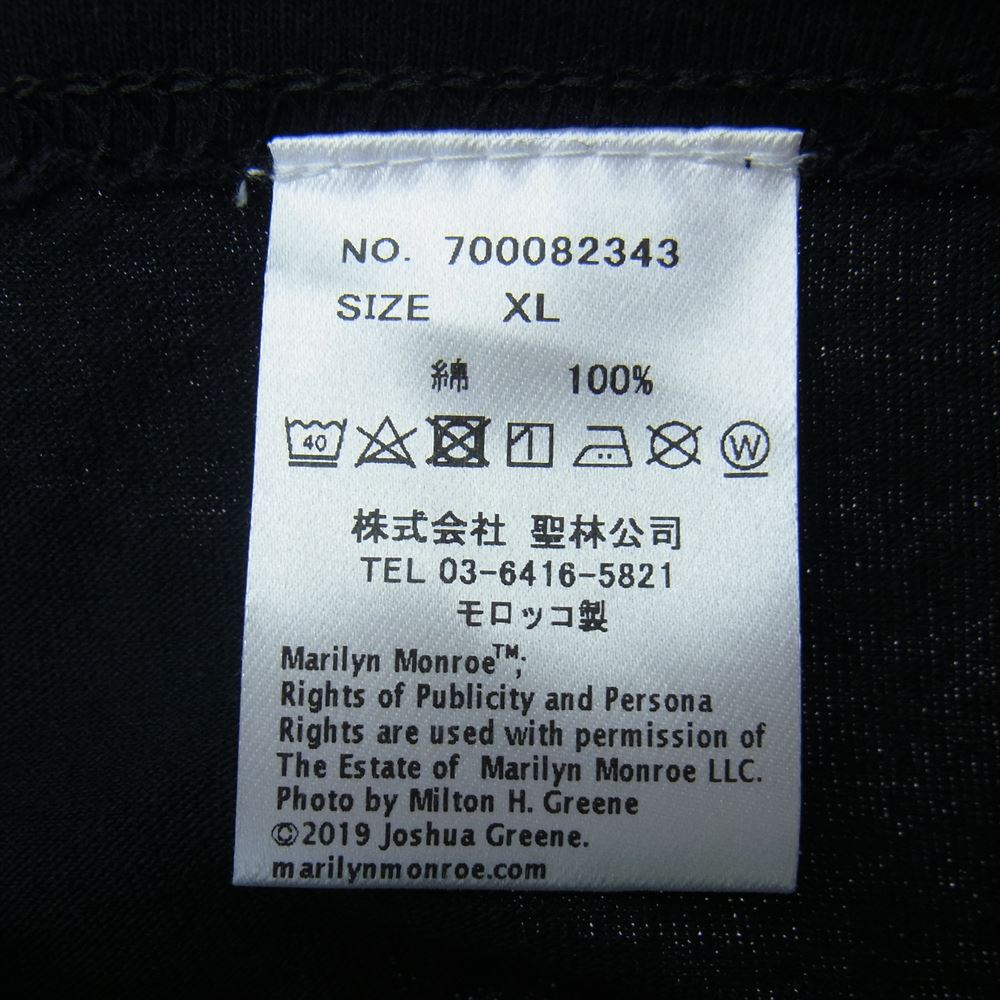 NO. 700082343
SIZE XL
綿 100%
40 W
株式会社 聖林公司
TEL 03-6416-5821
モロッコ製
Marilyn Monroe™;
Rights of Publicity and Persona
Rights are used with permission of
The Estate of Marilyn Monroe LLC.
Photo by Milton H. Greene
©2019 Joshua Greene.
marilynmonroe.com